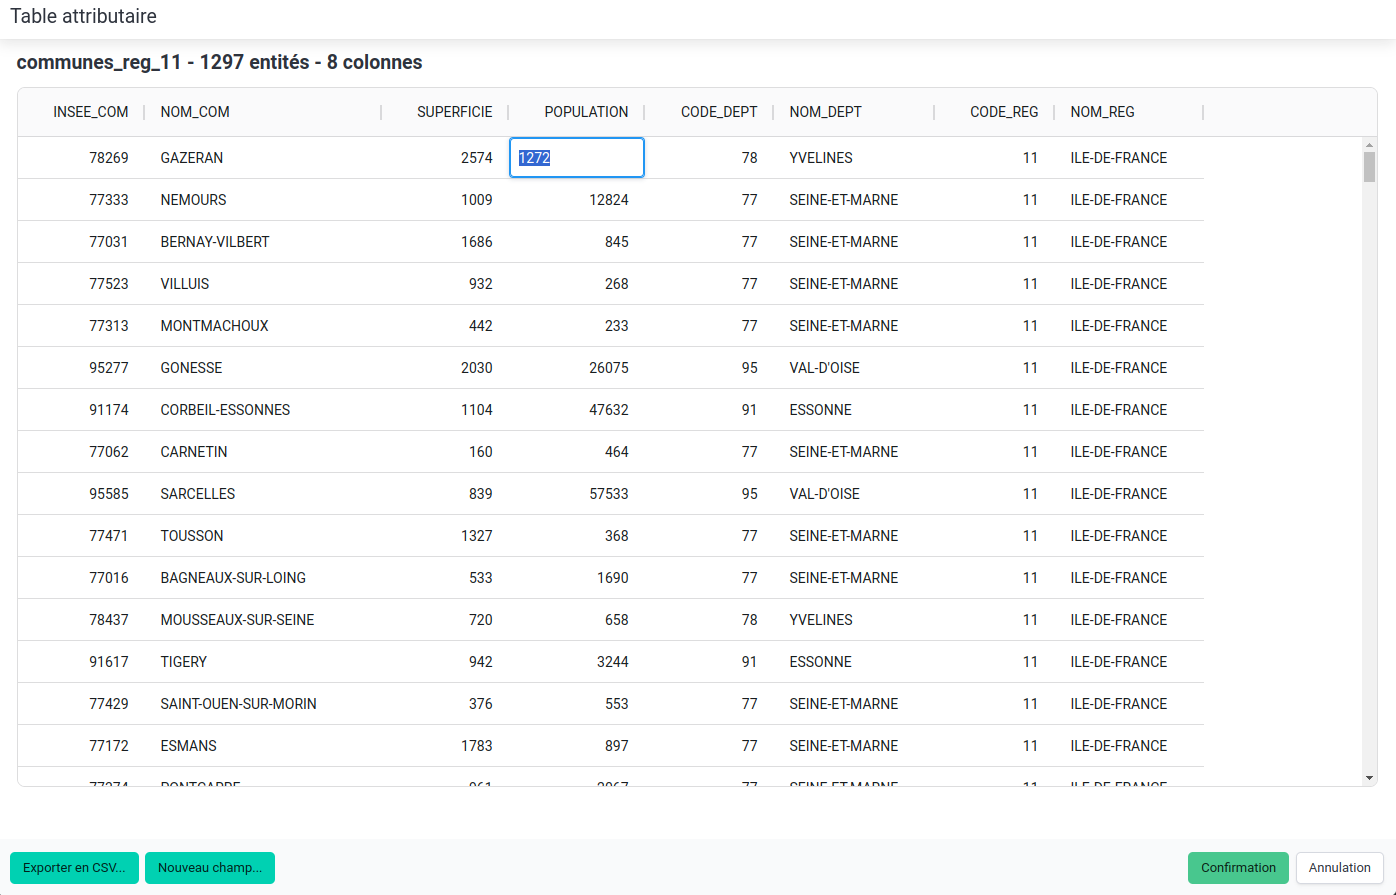 Table attributaire
communes_reg_11 - 1297 entités - 8 colonnes
INSEE_COM NOM_COM SUPERFICIE POPULATION CODE_DEPT NOM_DEPT CODE_REG NOM_REG
78269 GAZERAN 2574 1272 78 YVELINES 11 ILE-DE-FRANCE
77333 NEMOURS 1009 12824 77 SEINE-ET-MARNE 11 ILE-DE-FRANCE
77031 BERNAY-VILBERT 1686 845 77 SEINE-ET-MARNE 11 ILE-DE-FRANCE
77523 VILLUIS 932 268 77 SEINE-ET-MARNE 11 ILE-DE-FRANCE
77313 MONTMACHOUX 442 233 77 SEINE-ET-MARNE 11 ILE-DE-FRANCE
95277 GONESSE 2030 26075 95 VAL-D'OISE 11 ILE-DE-FRANCE
91174 CORBEIL-ESSONNES 1104 47632 91 ESSONNE 11 ILE-DE-FRANCE
77062 CARNETIN 160 464 77 SEINE-ET-MARNE 11 ILE-DE-FRANCE
95585 SARCELLES 839 57533 95 VAL-D'OISE 11 ILE-DE-FRANCE
77471 TOUSSON 1327 368 77 SEINE-ET-MARNE 11 ILE-DE-FRANCE
77016 BAGNEAUX-SUR-LOING 533 1690 77 SEINE-ET-MARNE 11 ILE-DE-FRANCE
78437 MOUSSEAUX-SUR-SEINE 720 658 78 YVELINES 11 ILE-DE-FRANCE
91617 TIGERY 942 3244 91 ESSONNE 11 ILE-DE-FRANCE
77429 SAINT-OUEN-SUR-MORIN 376 553 77 SEINE-ET-MARNE 11 ILE-DE-FRANCE
77172 ESMANS 1783 897 77 SEINE-ET-MARNE 11 ILE-DE-FRANCE
77 SEINE-ET-MARNE 11 ILE-DE-FRANCE
Exporter en CSV... Nouveau champ... Confirmation Annulation